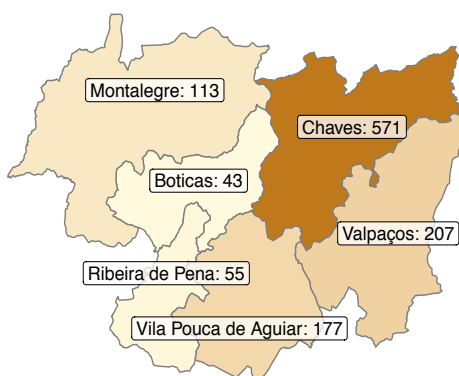 Montalegre: 113
Chaves: 571
Boticas: 43
Valpaços: 207
Ribeira de Pena: 55
Vila Pouca de Aguiar: 177